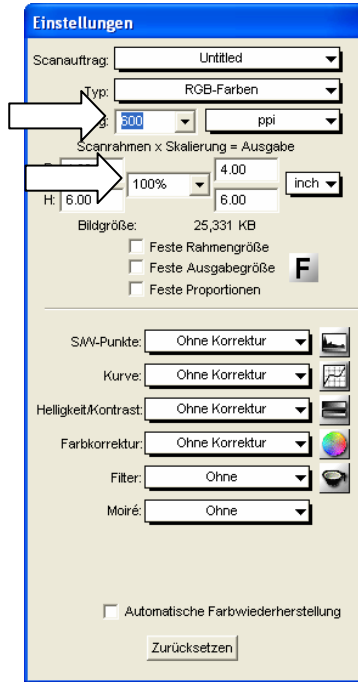 Einstellungen
Scanauftrag: Untitled
Typ: RGB-Farben
600 ppi
Scanrahmen x Skalierung = Ausgabe
100% 4.00 inch
H: 6.00 6.00
Bildgröße: 25,331 KB
Feste Rahmengröße
Feste Ausgabegröße F
Feste Proportionen
S/W-Punkte: Ohne Korrektur
Kurve: Ohne Korrektur
Helligkeit/Kontrast: Ohne Korrektur
Farbkorrektur: Ohne Korrektur
Filter: Ohne
Moiré: Ohne
Automatische Farbwiederherstellung
Zurücksetzen